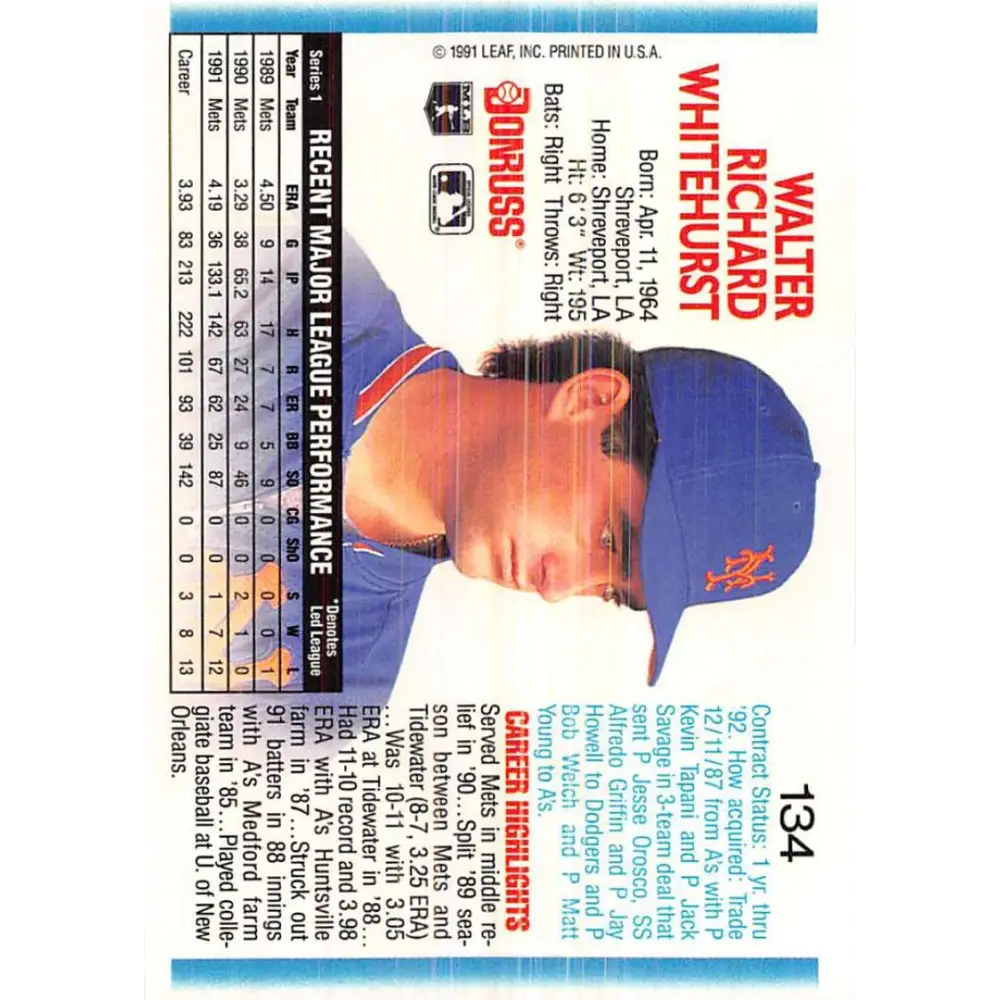 134
WALTER
RICHARD
WHITEHURST
Born: Apr. 11, 1964
Shreveport, LA
Home: Shreveport, LA
Ht: 6'3" Wt: 195
Bats: Right Throws: Right
DONRUSS®
MLB
© 1991 LEAF, INC. PRINTED IN U.S.A.
Contract Status: 1 yr. thru
'92. How acquired: Trade
12/11/87 from A's with P
Kevin Tapani and P Jack
Savage in 3-team deal that
sent P Jesse Orosco, SS
Alfredo Griffin and P Jay
Howell to Dodgers and P
Bob Welch and P Matt
Young to A's.
CAREER HIGHLIGHTS
Served Mets in middle re-
lief in '90...Split '89 sea-
son between Mets and
Tidewater (8-7, 3.25 ERA)
...Was 10-11 with 3.05
ERA at Tidewater in '88...
Had 11-10 record and 3.98
ERA with A's Huntsville
farm in '87...Struck out
91 batters in 88 innings
with A's Medford farm
team in '85...Played colle-
giate baseball at U. of New
Orleans.
Series 1 RECENT MAJOR LEAGUE PERFORMANCE *Denotes
Led League
Year Team ERA G IP H R ER BB SO CG ShO S W L
1989 Mets 4.50 9 14 17 7 7 5 9 0 0 0 0 1
1990 Mets 3.29 38 65.2 63 27 24 9 46 0 0 2 1 0
1991 Mets 4.19 36 133.1 142 67 62 25 87 0 0 1 7 12
Career 3.93 83 213 222 101 93 39 142 0 0 3 8 13